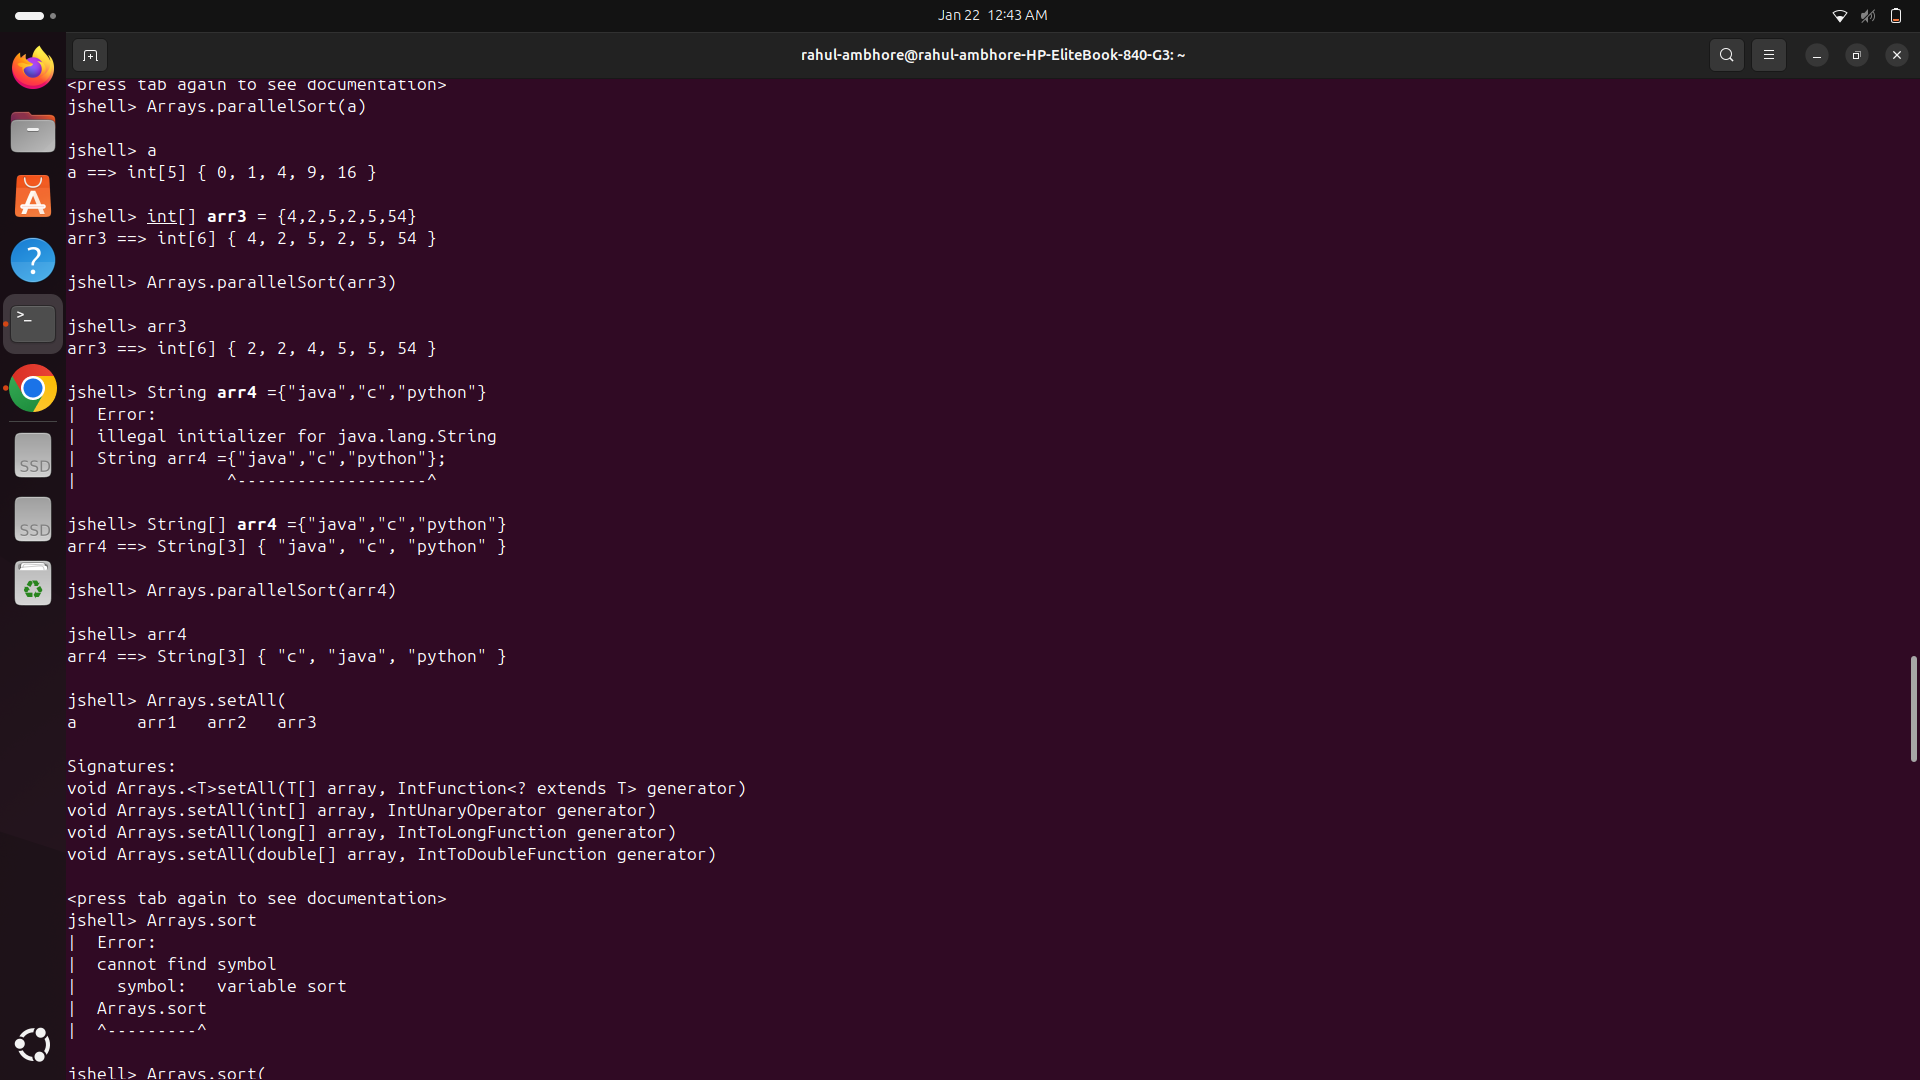 Jan 22  12:43 AM
rahul-ambhore@rahul-ambhore-HP-EliteBook-840-G3: ~
<press tab again to see documentation>
jshell> Arrays.parallelSort(a)
jshell> a
a ==> int[5] { 0, 1, 4, 9, 16 }
jshell> int[] arr3 = {4,2,5,2,5,54}
arr3 ==> int[6] { 4, 2, 5, 2, 5, 54 }
jshell> Arrays.parallelSort(arr3)
jshell> arr3
arr3 ==> int[6] { 2, 2, 4, 5, 5, 54 }
jshell> String arr4 ={"java","c","python"}
|  Error:
|  illegal initializer for java.lang.String
|  String arr4 ={"java","c","python"};
|               ^-------------------^
jshell> String[] arr4 ={"java","c","python"}
arr4 ==> String[3] { "java", "c", "python" }
jshell> Arrays.parallelSort(arr4)
jshell> arr4
arr4 ==> String[3] { "c", "java", "python" }
jshell> Arrays.setAll(
a      arr1   arr2   arr3
Signatures:
void Arrays.<T>setAll(T[] array, IntFunction<? extends T> generator)
void Arrays.setAll(int[] array, IntUnaryOperator generator)
void Arrays.setAll(long[] array, IntToLongFunction generator)
void Arrays.setAll(double[] array, IntToDoubleFunction generator)
<press tab again to see documentation>
jshell> Arrays.sort
|  Error:
|  cannot find symbol
|    symbol:   variable sort
|  Arrays.sort
|  ^---------^
jshell> Arrays.sort(
>_
SSD
SSD